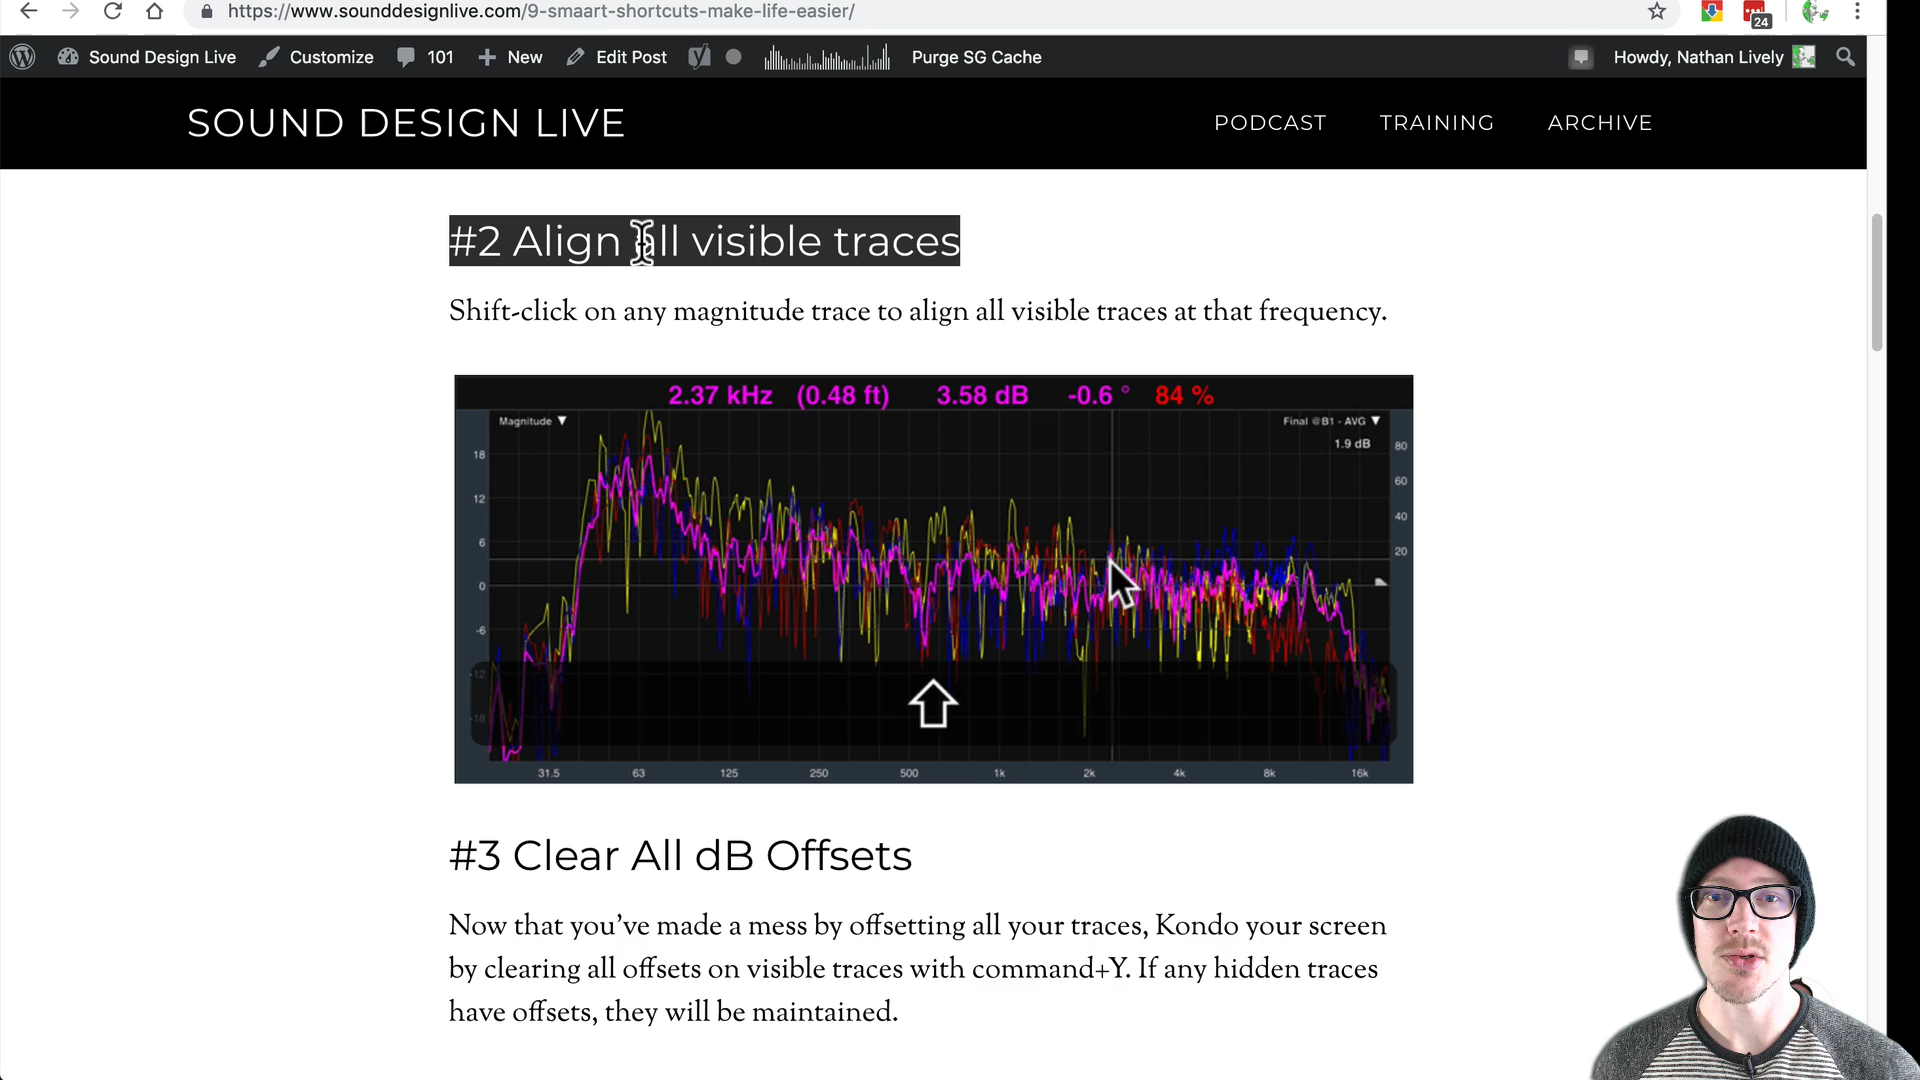 https://www.sounddesignlive.com/9-smaart-shortcuts-make-life-easier/
24
Sound Design Live Customize 101 New Edit Post Purge SG Cache Howdy, Nathan Lively
SOUND DESIGN LIVE PODCAST TRAINING ARCHIVE
#2 Align all visible traces
Shift-click on any magnitude trace to align all visible traces at that frequency.
2.37 kHz (0.48 ft) 3.58 dB -0.6 ° 84 %
Magnitude ▼ Final @B1 - AVG ▼
1.9 dB
80
18
60
12
40
6
20
0
-6
-12
-18
31.5 63 125 250 500 1k 2k 4k 8k 16k
#3 Clear All dB Offsets
Now that you’ve made a mess by offsetting all your traces, Kondo your screen
by clearing all offsets on visible traces with command+Y. If any hidden traces
have offsets, they will be maintained.